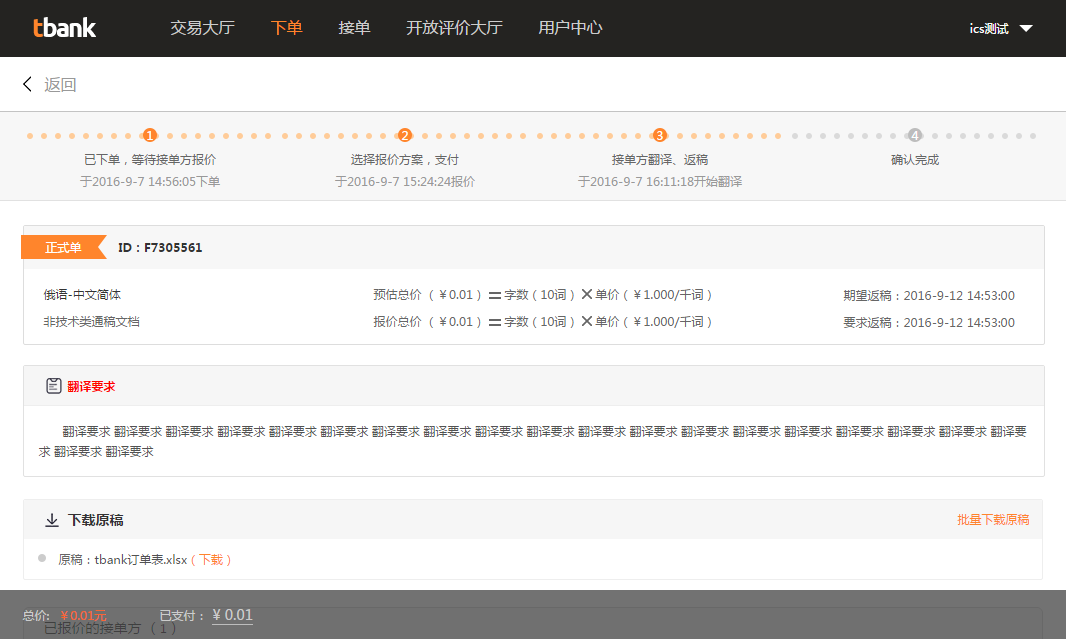 tbank 交易大厅 下单 接单 开放评价大厅 用户中心 ics测试
返回
1 2 3 4
已下单，等待接单方报价 选择报价方案，支付 接单方翻译、返稿 确认完成
于2016-9-7 14:56:05下单 于2016-9-7 15:24:24报价 于2016-9-7 16:11:18开始翻译
正式单 ID：F7305561
俄语-中文简体 预估总价（￥0.01）=字数（10词）×单价（￥1.000/千词） 期望返稿：2016-9-12 14:53:00
非技术类通稿文档 报价总价（￥0.01）=字数（10词）×单价（￥1.000/千词） 要求返稿：2016-9-12 14:53:00
翻译要求
翻译要求 翻译要求 翻译要求 翻译要求 翻译要求 翻译要求 翻译要求 翻译要求 翻译要求 翻译要求 翻译要求 翻译要求 翻译要求 翻译要求 翻译要求 翻译要求 翻译要求 翻译要求 翻译要
求 翻译要求 翻译要求
下载原稿 批量下载原稿
原稿：tbank订单表.xlsx（下载）
总价: ￥0.01元 已支付： ￥0.01
已报价的接单方（1）